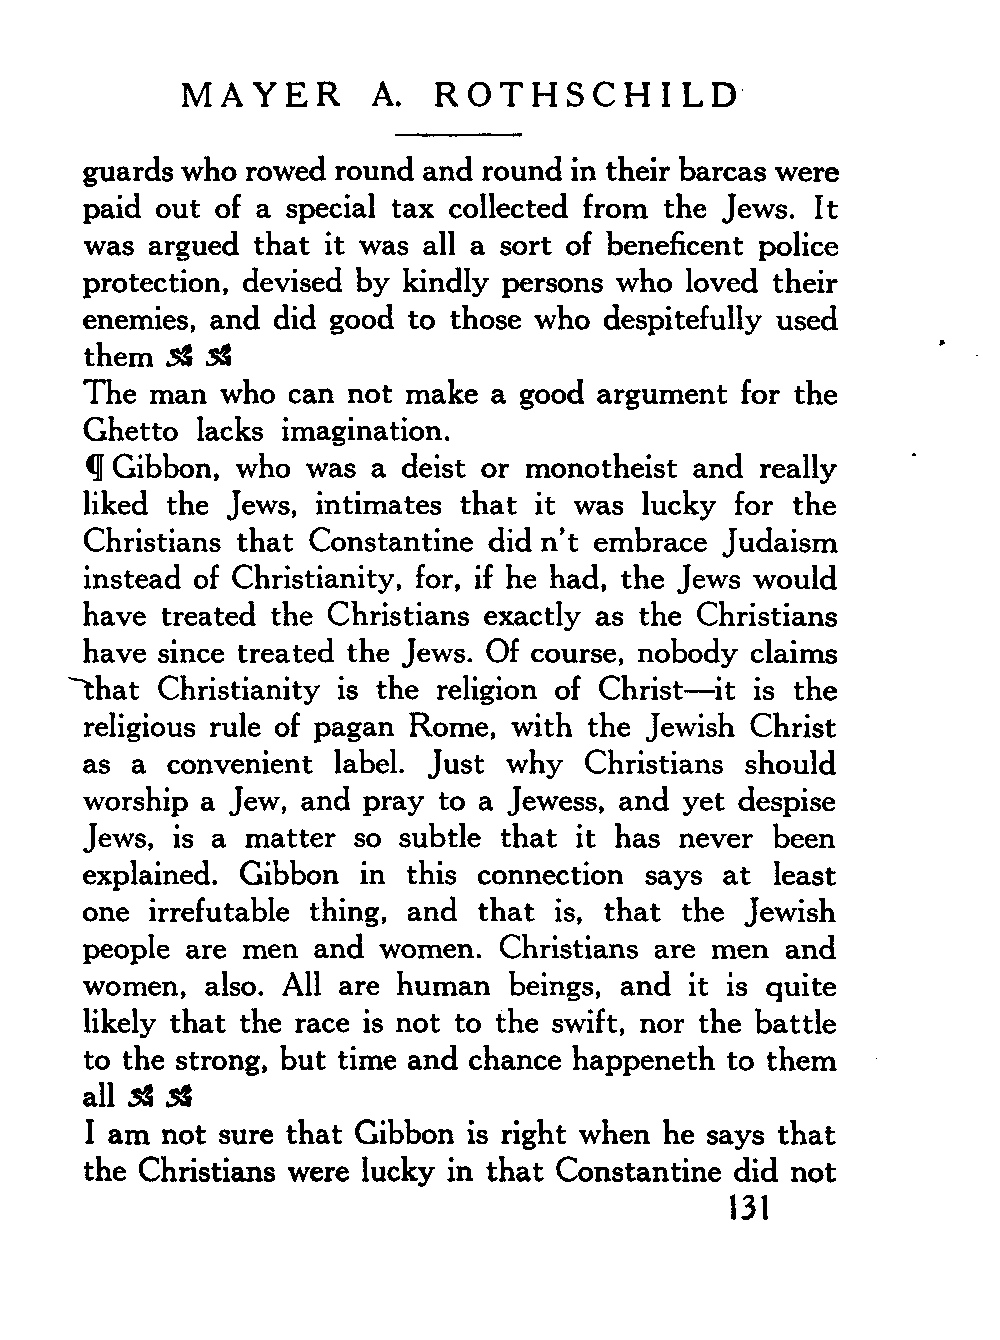 MAYER A. ROTHSCHILD
guards who rowed round and round in their barcas were
paid out of a special tax collected from the Jews. It
was argued that it was all a sort of beneficent police
protection, devised by kindly persons who loved their
enemies, and did good to those who despitefully used
them
The man who can not make a good argument for the
Ghetto lacks imagination.
¶ Gibbon, who was a deist or monotheist and really
liked the Jews, intimates that it was lucky for the
Christians that Constantine did n't embrace Judaism
instead of Christianity, for, if he had, the Jews would
have treated the Christians exactly as the Christians
have since treated the Jews. Of course, nobody claims
that Christianity is the religion of Christ—it is the
religious rule of pagan Rome, with the Jewish Christ
as a convenient label. Just why Christians should
worship a Jew, and pray to a Jewess, and yet despise
Jews, is a matter so subtle that it has never been
explained. Gibbon in this connection says at least
one irrefutable thing, and that is, that the Jewish
people are men and women. Christians are men and
women, also. All are human beings, and it is quite
likely that the race is not to the swift, nor the battle
to the strong, but time and chance happeneth to them
all
I am not sure that Gibbon is right when he says that
the Christians were lucky in that Constantine did not
131